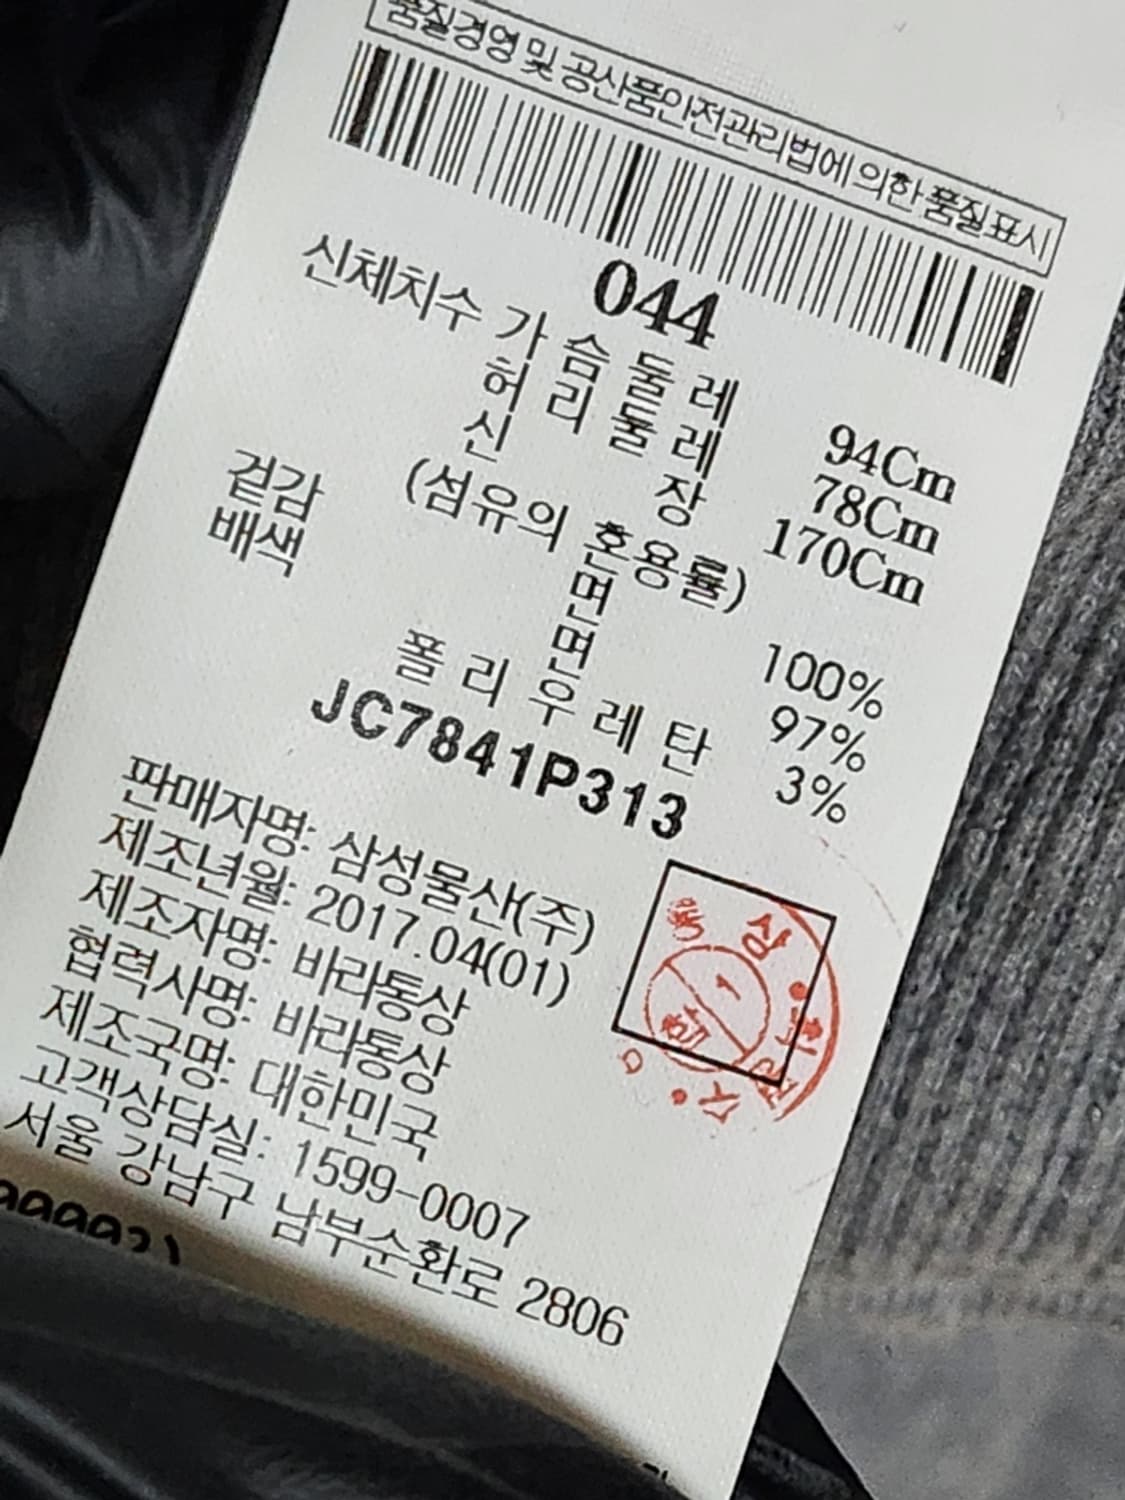 품질경영 및 공산품안전관리법에 의한 품질표시
044
신체치수 가슴둘레 94Cm
허리둘레 78Cm
신장 170Cm
(섬유의 혼용률)
겉감 면 100%
배색 면 97%
폴리우레탄 3%
JC7841P313
판매자명: 삼성물산(주)
제조년월: 2017.04(01)
제조자명: 바라통상
협력사명: 바라통상
제조국명: 대한민국
고객상담실: 1599-0007
서울 강남구 남부순환로 2806